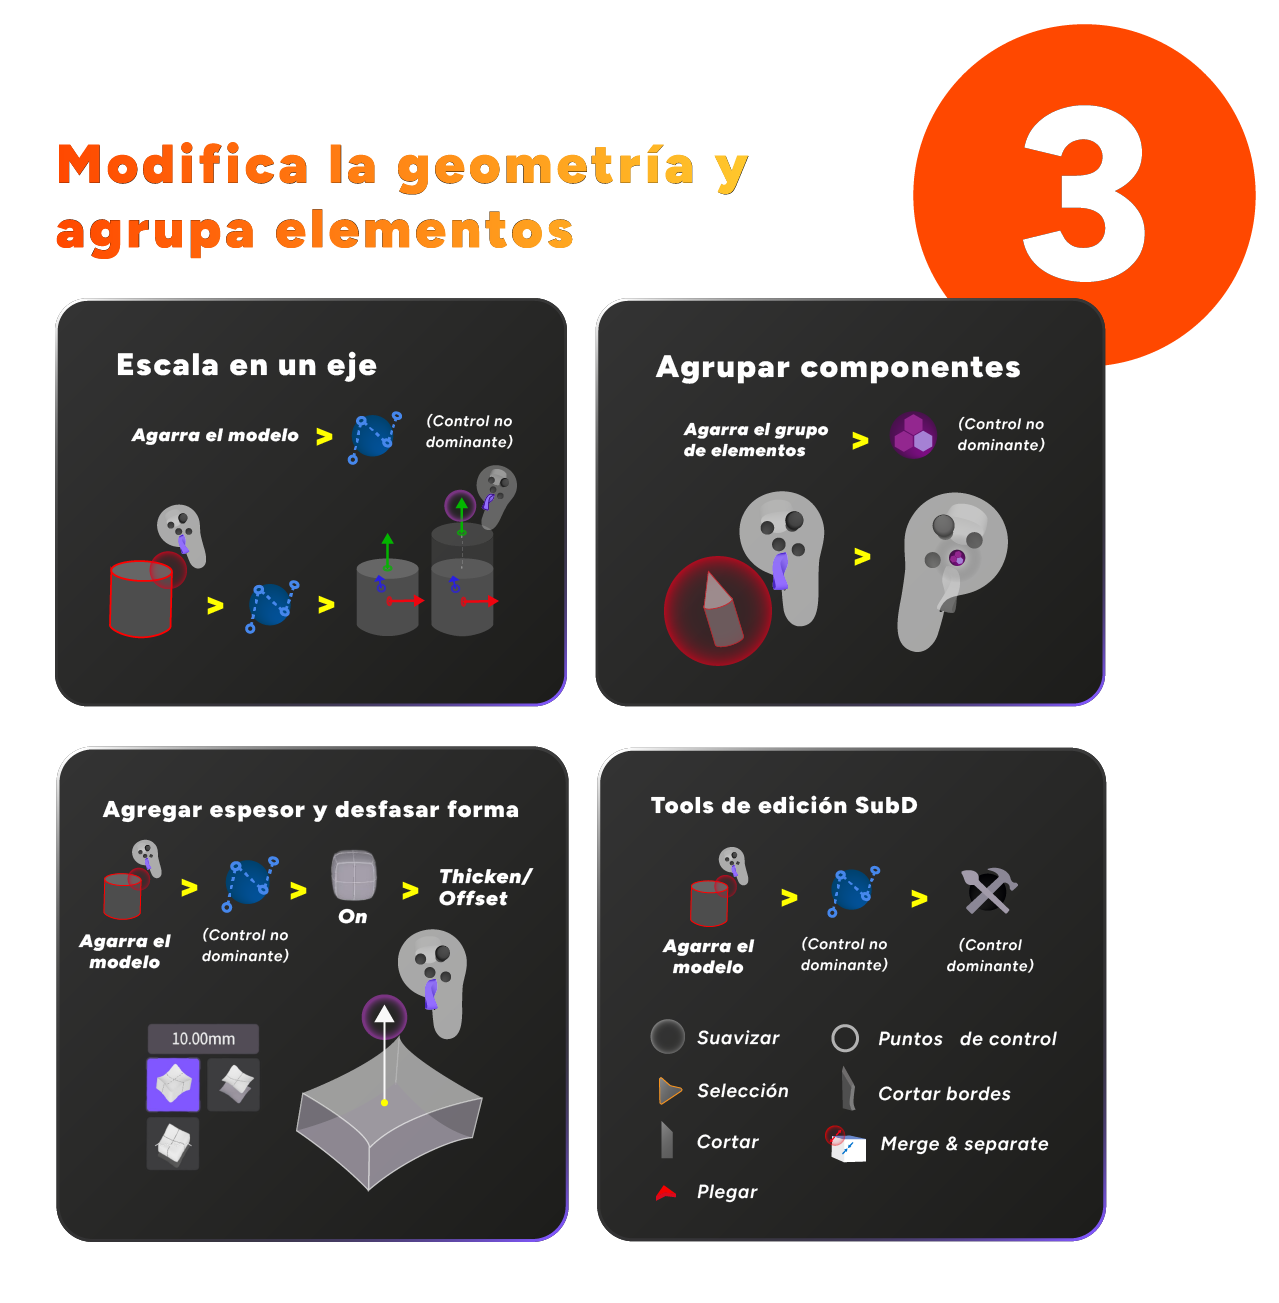 3
Modifica la geometría y
agrupa elementos
Escala en un eje
Agarra el modelo >
(Control no
dominante)
> >
Agrupar componentes
Agarra el grupo
de elementos
>
(Control no
dominante)
>
Agregar espesor y desfasar forma
> > >
Agarra el
modelo
(Control no
dominante)
On
Thicken/
Offset
10.00mm
Tools de edición SubD
> >
Agarra el
modelo
(Control no
dominante)
(Control
dominante)
Suavizar
Selección
Cortar
Plegar
Puntos de control
Cortar bordes
Merge & separate